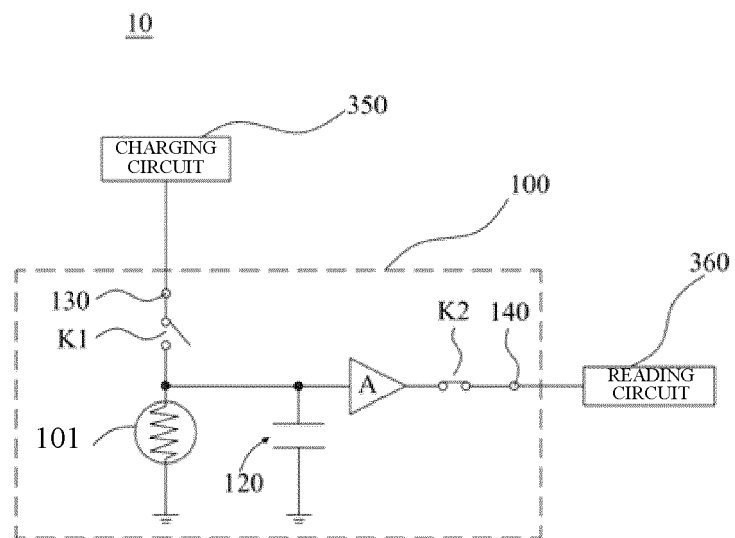 10
350
CHARGING
CIRCUIT
100
130
K1
K2
140
360
A
READING
CIRCUIT
101
120